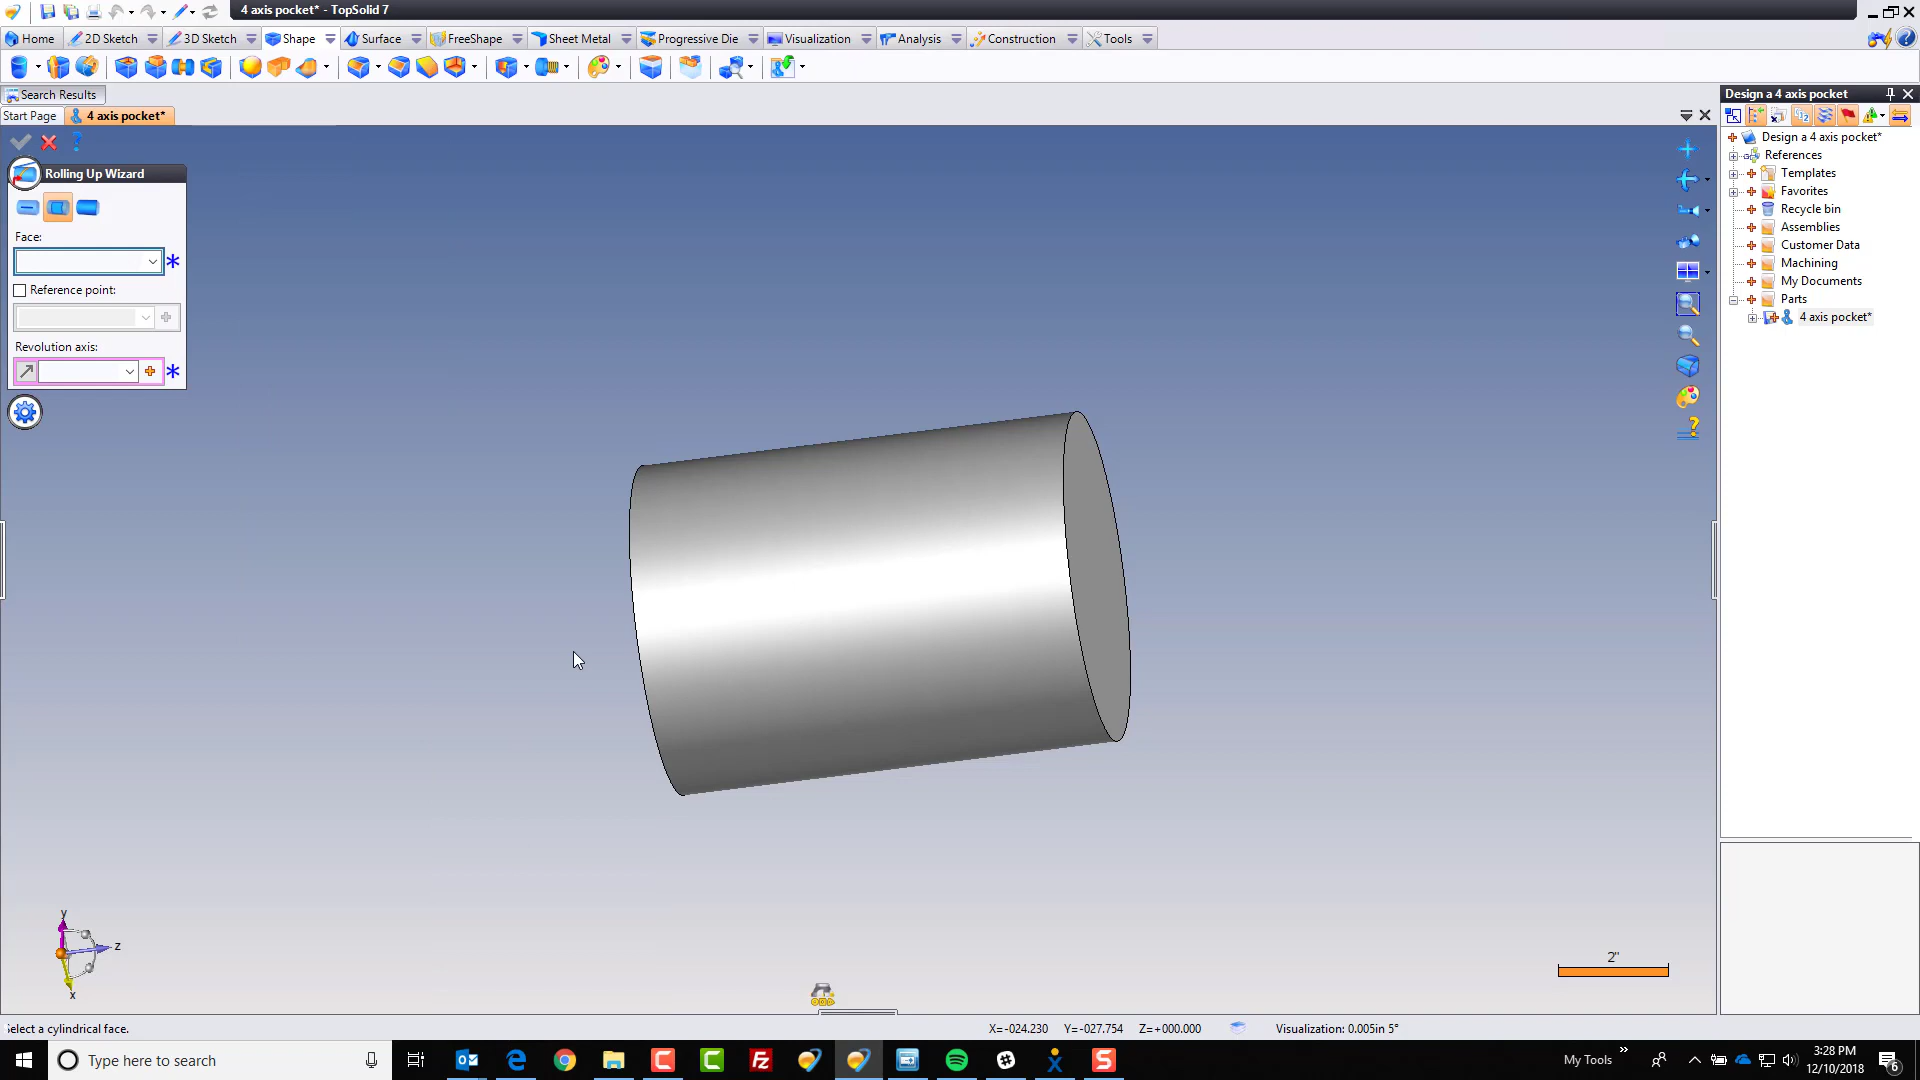 4 axis pocket* - TopSolid 7
Home 2D Sketch 3D Sketch Shape Surface FreeShape Sheet Metal Progressive Die Visualization Analysis Construction Tools
Search Results
Start Page 4 axis pocket*
Design a 4 axis pocket
Rolling Up Wizard
Face:
Reference point:
Revolution axis:
Design a 4 axis pocket*
References
Templates
Favorites
Recycle bin
Assemblies
Customer Data
Machining
My Documents
Parts
4 axis pocket*
y
z
x
2"
Select a cylindrical face.
X=-024.230 Y=-027.754 Z=+000.000 Visualization: 0.005in 5°
Type here to search
My Tools
3:28 PM
12/10/2018
6